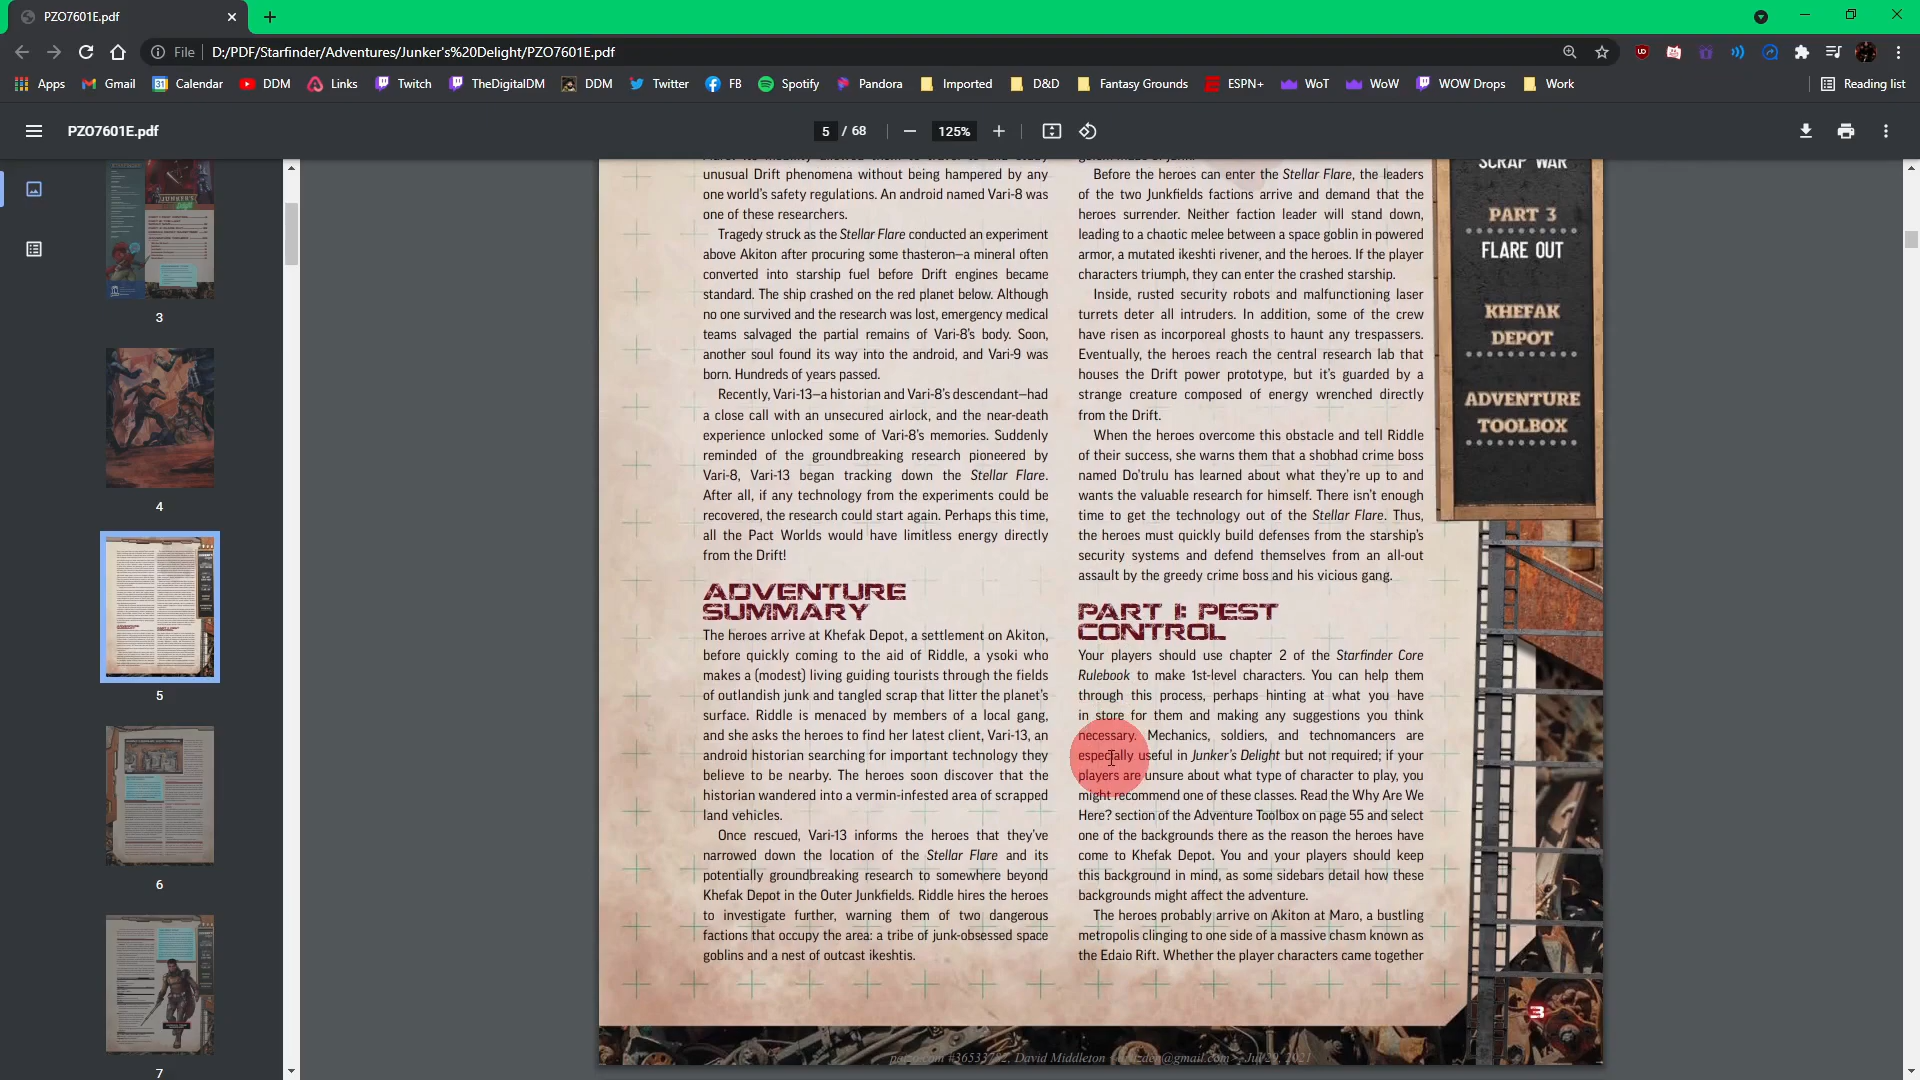 PZO7601E.pdf
File
D:/PDF/Starfinder/Adventures/Junker's%20Delight/PZO7601E.pdf
Apps
Gmail
Calendar
DDM
Links
Twitch
TheDigitalDM
DDM
Twitter
FB
Spotify
Pandora
Imported
D&D
Fantasy Grounds
ESPN+
WoT
WoW
WOW Drops
Work
Reading list
PZO7601E.pdf
5 / 68
125%
3
4
5
6
7
unusual Drift phenomena without being hampered by any
one world's safety regulations. An android named Vari-8 was
one of these researchers.
Tragedy struck as the Stellar Flare conducted an experiment
above Akiton after procuring some thasteron—a mineral often
converted into starship fuel before Drift engines became
standard. The ship crashed on the red planet below. Although
no one survived and the research was lost, emergency medical
teams salvaged the partial remains of Vari-8's body. Soon,
another soul found its way into the android, and Vari-9 was
born. Hundreds of years passed.
Recently, Vari-13—a historian and Vari-8's descendant—had
a close call with an unsecured airlock, and the near-death
experience unlocked some of Vari-8's memories. Suddenly
reminded of the groundbreaking research pioneered by
Vari-8, Vari-13 began tracking down the Stellar Flare.
After all, if any technology from the experiments could be
recovered, the research could start again. Perhaps this time,
all the Pact Worlds would have limitless energy directly
from the Drift!
ADVENTURE
SUMMARY
The heroes arrive at Khefak Depot, a settlement on Akiton,
before quickly coming to the aid of Riddle, a ysoki who
makes a (modest) living guiding tourists through the fields
of outlandish junk and tangled scrap that litter the planet's
surface. Riddle is menaced by members of a local gang,
and she asks the heroes to find her latest client, Vari-13, an
android historian searching for important technology they
believe to be nearby. The heroes soon discover that the
historian wandered into a vermin-infested area of scrapped
land vehicles.
Once rescued, Vari-13 informs the heroes that they've
narrowed down the location of the Stellar Flare and its
potentially groundbreaking research to somewhere beyond
Khefak Depot in the Outer Junkfields. Riddle hires the heroes
to investigate further, warning them of two dangerous
factions that occupy the area: a tribe of junk-obsessed space
goblins and a nest of outcast ikeshtis.
Before the heroes can enter the Stellar Flare, the leaders
of the two Junkfields factions arrive and demand that the
heroes surrender. Neither faction leader will stand down,
leading to a chaotic melee between a space goblin in powered
armor, a mutated ikeshti rivener, and the heroes. If the player
characters triumph, they can enter the crashed starship.
Inside, rusted security robots and malfunctioning laser
turrets deter all intruders. In addition, some of the crew
have risen as incorporeal ghosts to haunt any trespassers.
Eventually, the heroes reach the central research lab that
houses the Drift power prototype, but it's guarded by a
strange creature composed of energy wrenched directly
from the Drift.
When the heroes overcome this obstacle and tell Riddle
of their success, she warns them that a shobhad crime boss
named Do'trulu has learned about what they're up to and
wants the valuable research for himself. There isn't enough
time to get the technology out of the Stellar Flare. Thus,
the heroes must quickly build defenses from the starship's
security systems and defend themselves from an all-out
assault by the greedy crime boss and his vicious gang.
PART 1: PEST
CONTROL
Your players should use chapter 2 of the Starfinder Core
Rulebook to make 1st-level characters. You can help them
through this process, perhaps hinting at what you have
in store for them and making any suggestions you think
necessary. Mechanics, soldiers, and technomancers are
especially useful in Junker's Delight but not required; if your
players are unsure about what type of character to play, you
might recommend one of these classes. Read the Why Are We
Here? section of the Adventure Toolbox on page 55 and select
one of the backgrounds there as the reason the heroes have
come to Khefak Depot. You and your players should keep
this background in mind, as some sidebars detail how these
backgrounds might affect the adventure.
The heroes probably arrive on Akiton at Maro, a bustling
metropolis clinging to one side of a massive chasm known as
the Edaio Rift. Whether the player characters came together
SCRAP WAR
PART 3
FLARE OUT
KHEFAK
DEPOT
ADVENTURE
TOOLBOX
3
paizo.com #36533782, David Middleton
@gmail.com
Jul 29, 2021